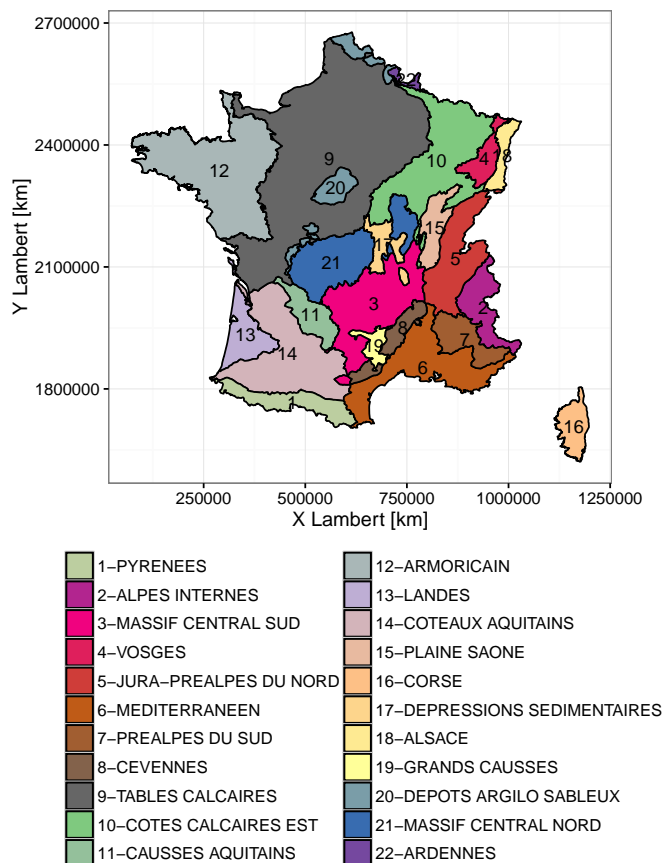 2700000
2400000
2100000
1800000
Y Lambert [km]
22
9
10
4
18
12
20
17
15
21
5
3
2
11
13
8
19
7
14
6
1
16
250000 500000 750000 1000000 1250000
X Lambert [km]
1–PYRENEES
2–ALPES INTERNES
3–MASSIF CENTRAL SUD
4–VOSGES
5–JURA–PREALPES DU NORD
6–MEDITERRANEEN
7–PREALPES DU SUD
8–CEVENNES
9–TABLES CALCAIRES
10–COTES CALCAIRES EST
11–CAUSSES AQUITAINS
12–ARMORICAIN
13–LANDES
14–COTEAUX AQUITAINS
15–PLAINE SAONE
16–CORSE
17–DEPRESSIONS SEDIMENTAIRES
18–ALSACE
19–GRANDS CAUSSES
20–DEPOTS ARGILO SABLEUX
21–MASSIF CENTRAL NORD
22–ARDENNES